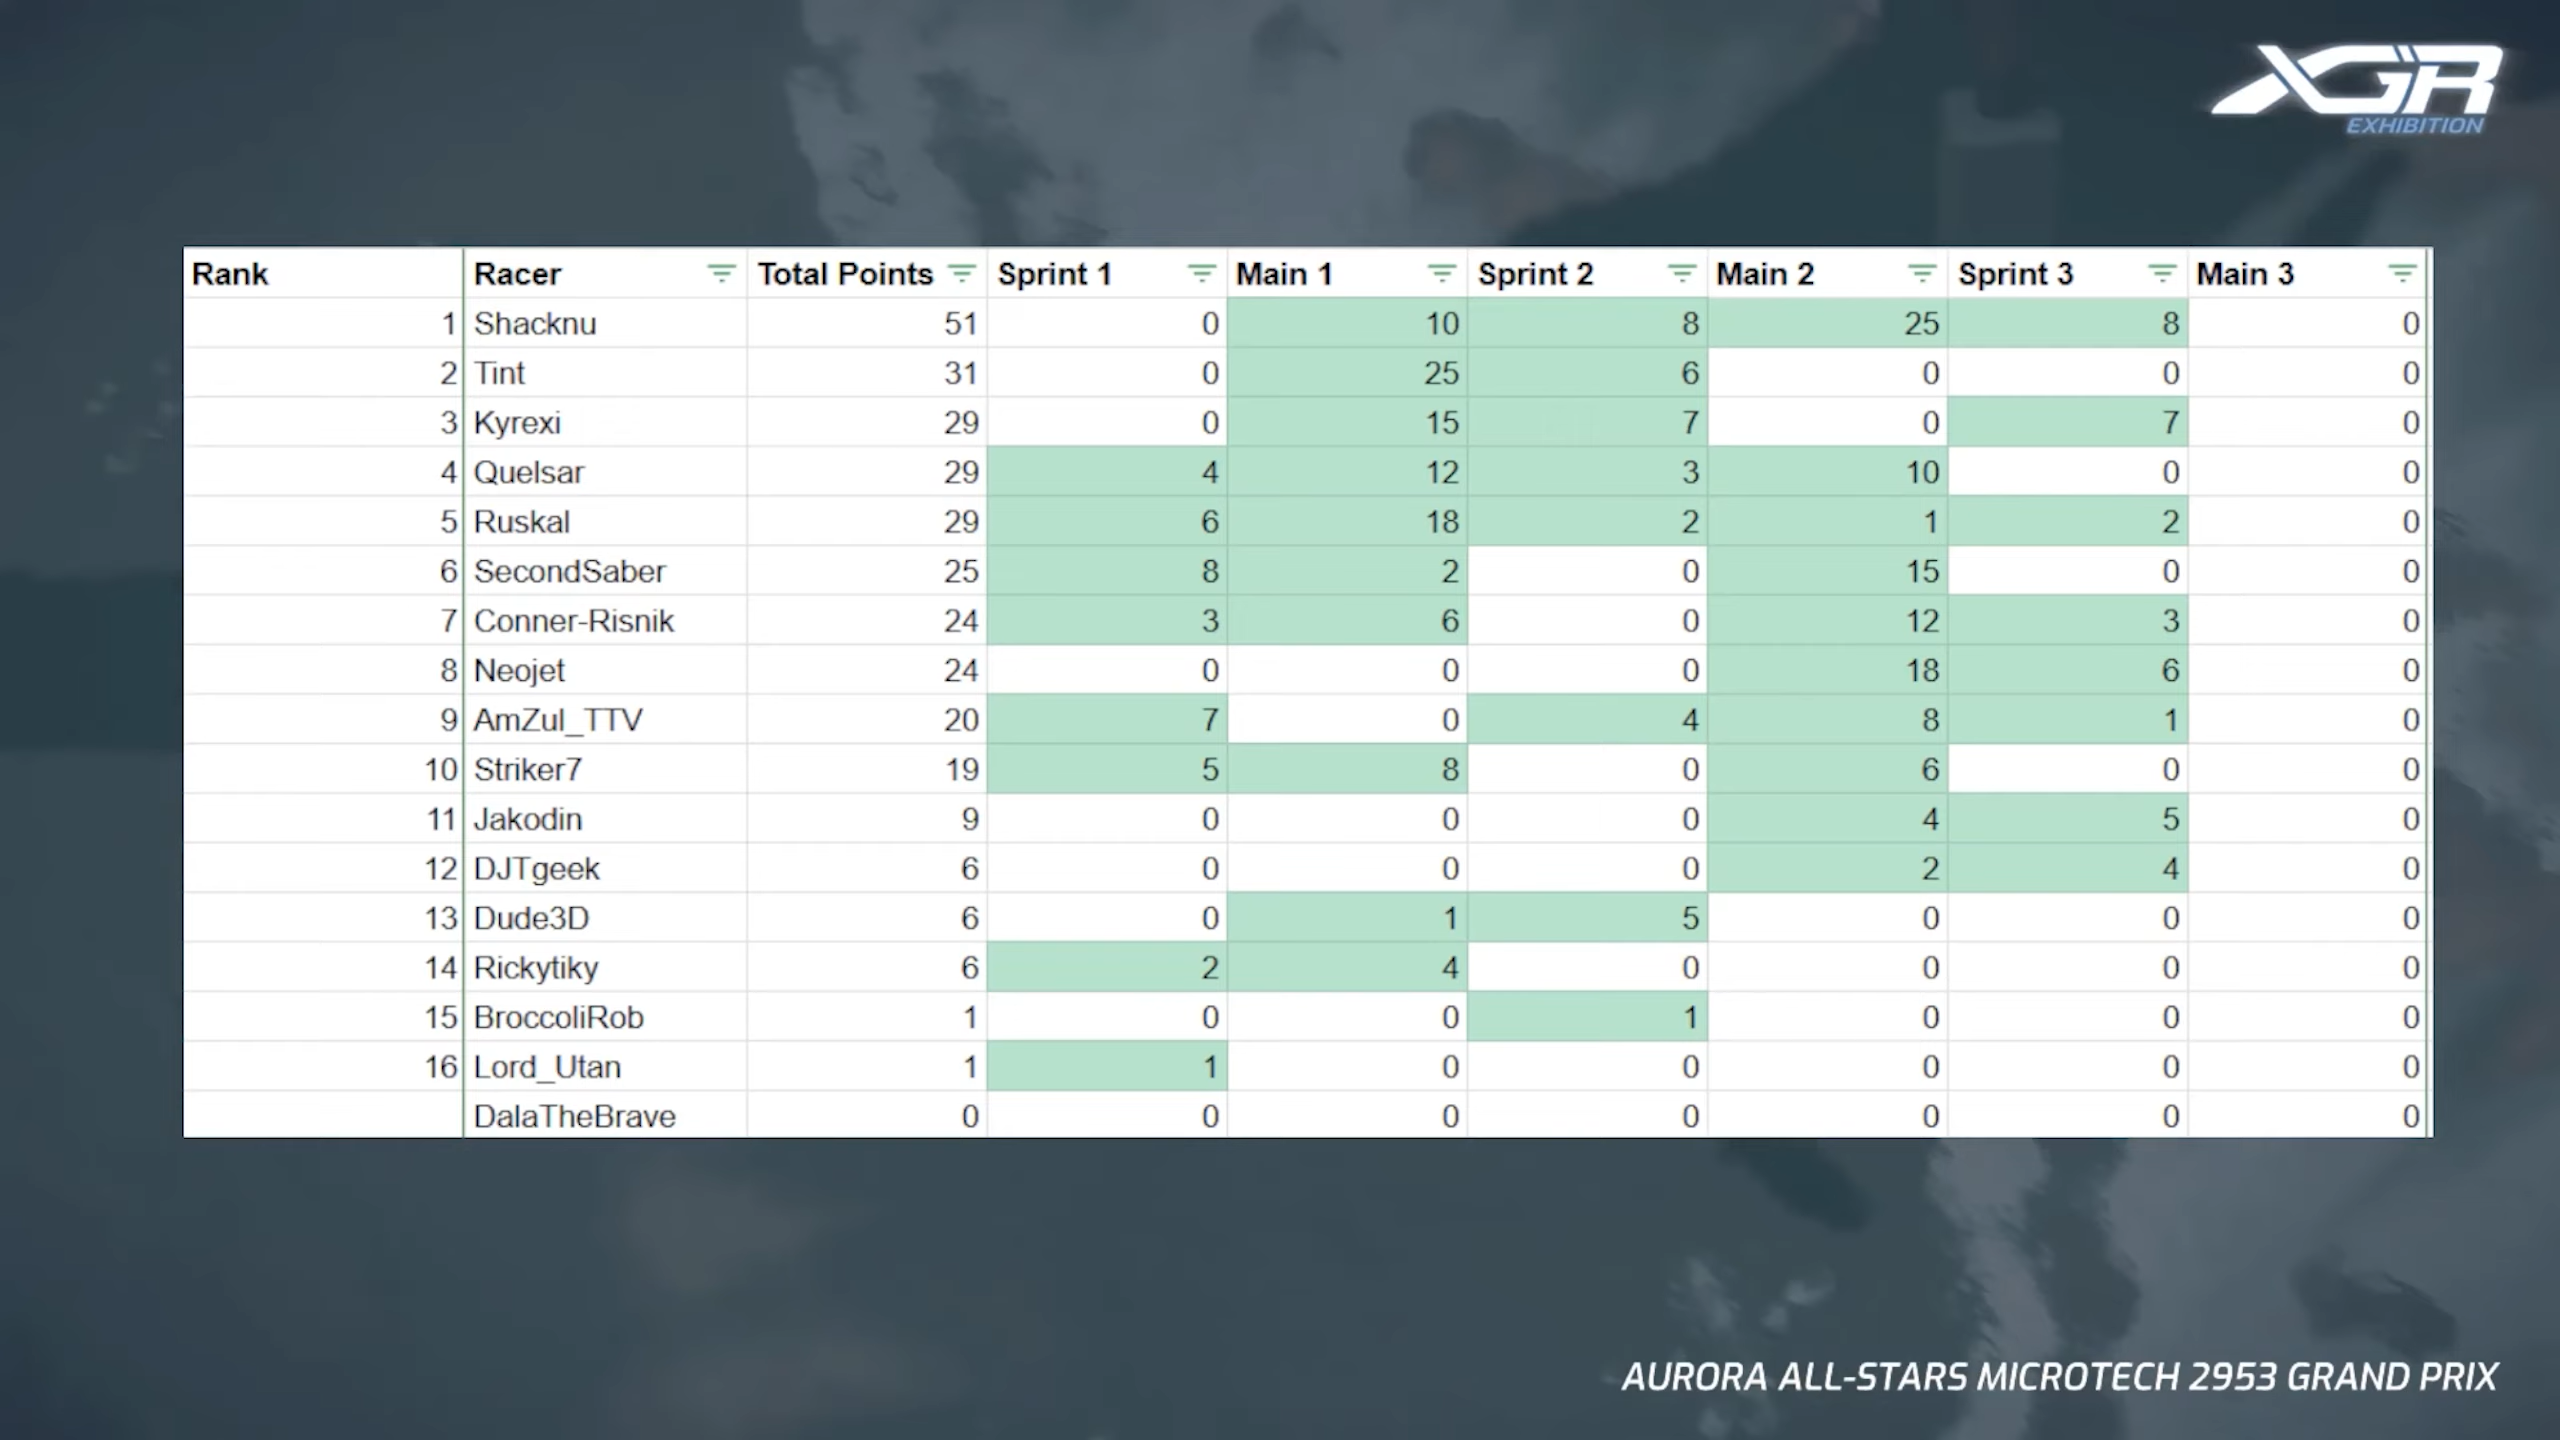 XGR
EXHIBITION
Rank Racer Total Points Sprint 1 Main 1 Sprint 2 Main 2 Sprint 3 Main 3
1 Shacknu 51 0 10 8 25 8 0
2 Tint 31 0 25 6 0 0 0
3 Kyrexi 29 0 15 7 0 7 0
4 Quelsar 29 4 12 3 10 0 0
5 Ruskal 29 6 18 2 1 2 0
6 SecondSaber 25 8 2 0 15 0 0
7 Conner-Risnik 24 3 6 0 12 3 0
8 Neojet 24 0 0 0 18 6 0
9 AmZul_TTV 20 7 0 4 8 1 0
10 Striker7 19 5 8 0 6 0 0
11 Jakodin 9 0 0 0 4 5 0
12 DJTgeek 6 0 0 0 2 4 0
13 Dude3D 6 0 1 5 0 0 0
14 Rickytiky 6 2 4 0 0 0 0
15 BroccoliRob 1 0 0 1 0 0 0
16 Lord_Utan 1 1 0 0 0 0 0
DalaTheBrave 0 0 0 0 0 0 0
AURORA ALL-STARS MICROTECH 2953 GRAND PRIX